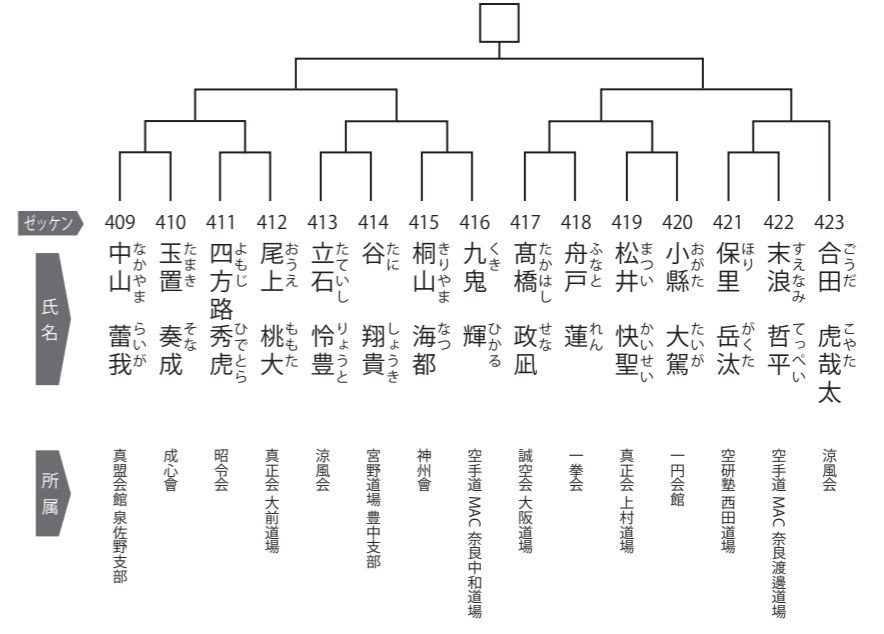 ゼッケン
409 410 411 412 413 414 415 416 417 418 419 420 421 422 423
氏名
中山 蕾我
なかやま らいが
玉置 奏成
たまき そな
四方路 秀虎
よもじ ひでとら
尾上 桃大
おうえ ももた
立石 怜豊
たていし りょうと
谷 翔貴
たに しょうき
桐山 海都
きりやま なつ
九鬼 輝
くき ひかる
髙橋 政凪
たかはし せな
舟戸 蓮
ふなと れん
松井 快聖
まつい かいせい
小縣 大駕
おがた たいが
保里 岳汰
ほり がくた
末浪 哲平
すえなみ てっぺい
合田 虎哉太
ごうだ こやた
所属
真盟会館 泉佐野支部
成心會
昭令会
真正会 大前道場
涼風会
宮野道場 豊中支部
神州會
空手道 MAC 奈良中和道場
誠空会 大阪道場
一拳会
真正会 上村道場
一円会館
空研塾 西田道場
空手道 MAC 奈良渡邊道場
涼風会